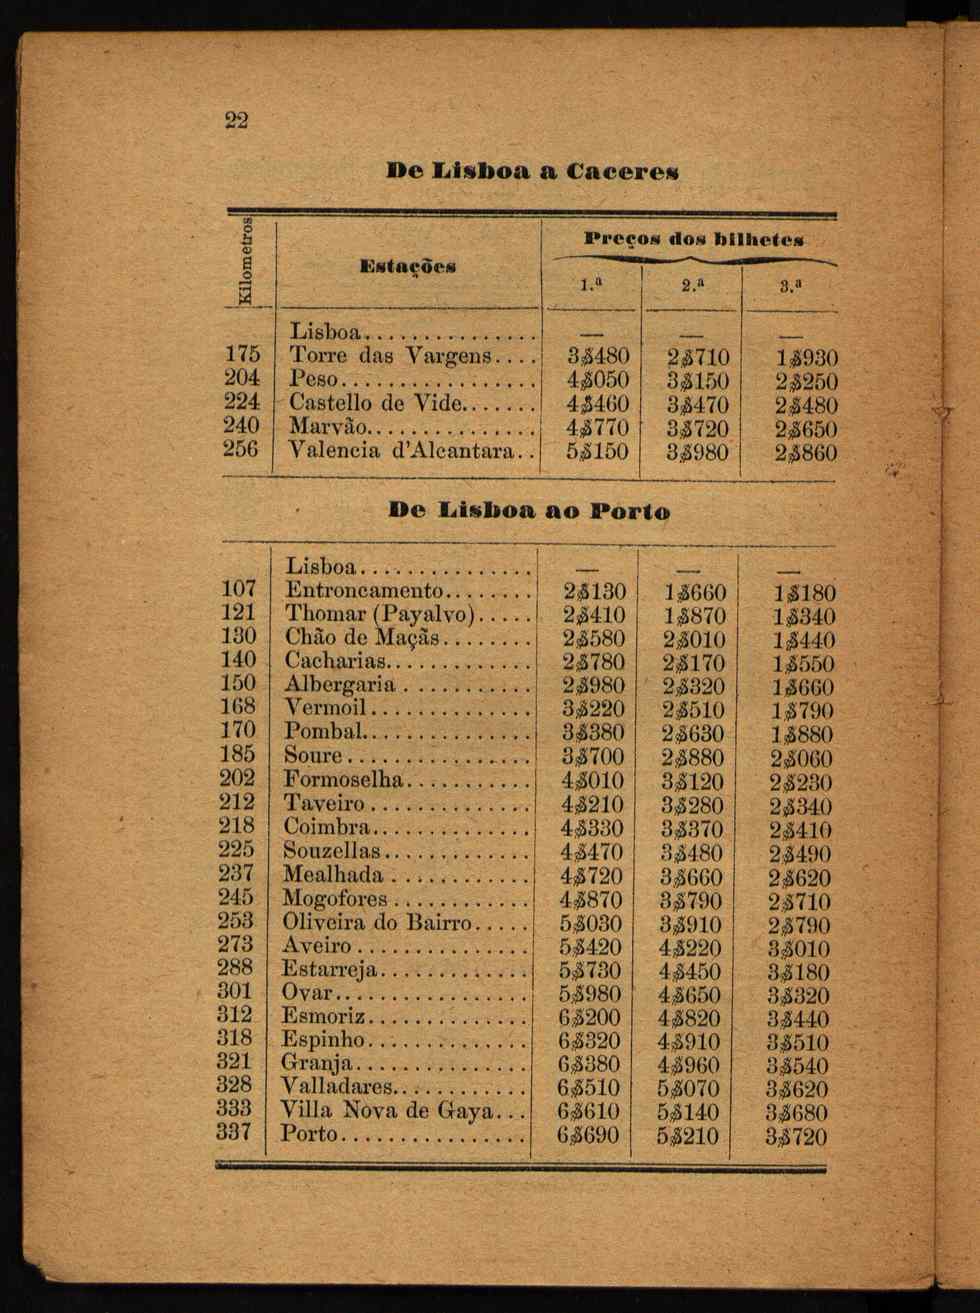 22
De Lisboa a Caceres
Kilometros Estações Preços dos bilhetes
1.ª 2.ª 3.ª
Lisboa............... — — —
175 Torre das Vargens.... 3$480 2$710 1$930
204 Peso................. 4$050 3$150 2$250
224 Castello de Vide....... 4$460 3$470 2$480
240 Marvão............... 4$770 3$720 2$650
256 Valencia d'Alcantara.. 5$150 3$980 2$860
De Lisboa ao Porto
Lisboa............... — — —
107 Entroncamento........ 2$130 1$660 1$180
121 Thomar (Payalvo)..... 2$410 1$870 1$340
130 Chão de Maçãs........ 2$580 2$010 1$440
140 Cacharias............. 2$780 2$170 1$550
150 Albergaria........... 2$980 2$320 1$660
168 Vermoil.............. 3$220 2$510 1$790
170 Pombal............... 3$380 2$630 1$880
185 Soure................ 3$700 2$880 2$060
202 Formoselha........... 4$010 3$120 2$230
212 Taveiro.............. 4$210 3$280 2$340
218 Coimbra.............. 4$330 3$370 2$410
225 Souzellas............. 4$470 3$480 2$490
237 Mealhada............ 4$720 3$660 2$620
245 Mogofores............ 4$870 3$790 2$710
253 Oliveira do Bairro..... 5$030 3$910 2$790
273 Aveiro............... 5$420 4$220 3$010
288 Estarreja............. 5$730 4$450 3$180
301 Ovar................. 5$980 4$650 3$320
312 Esmoriz.............. 6$200 4$820 3$440
318 Espinho.............. 6$320 4$910 3$510
321 Granja............... 6$380 4$960 3$540
328 Valladares............ 6$510 5$070 3$620
333 Villa Nova de Gaya... 6$610 5$140 3$680
337 Porto................ 6$690 5$210 3$720